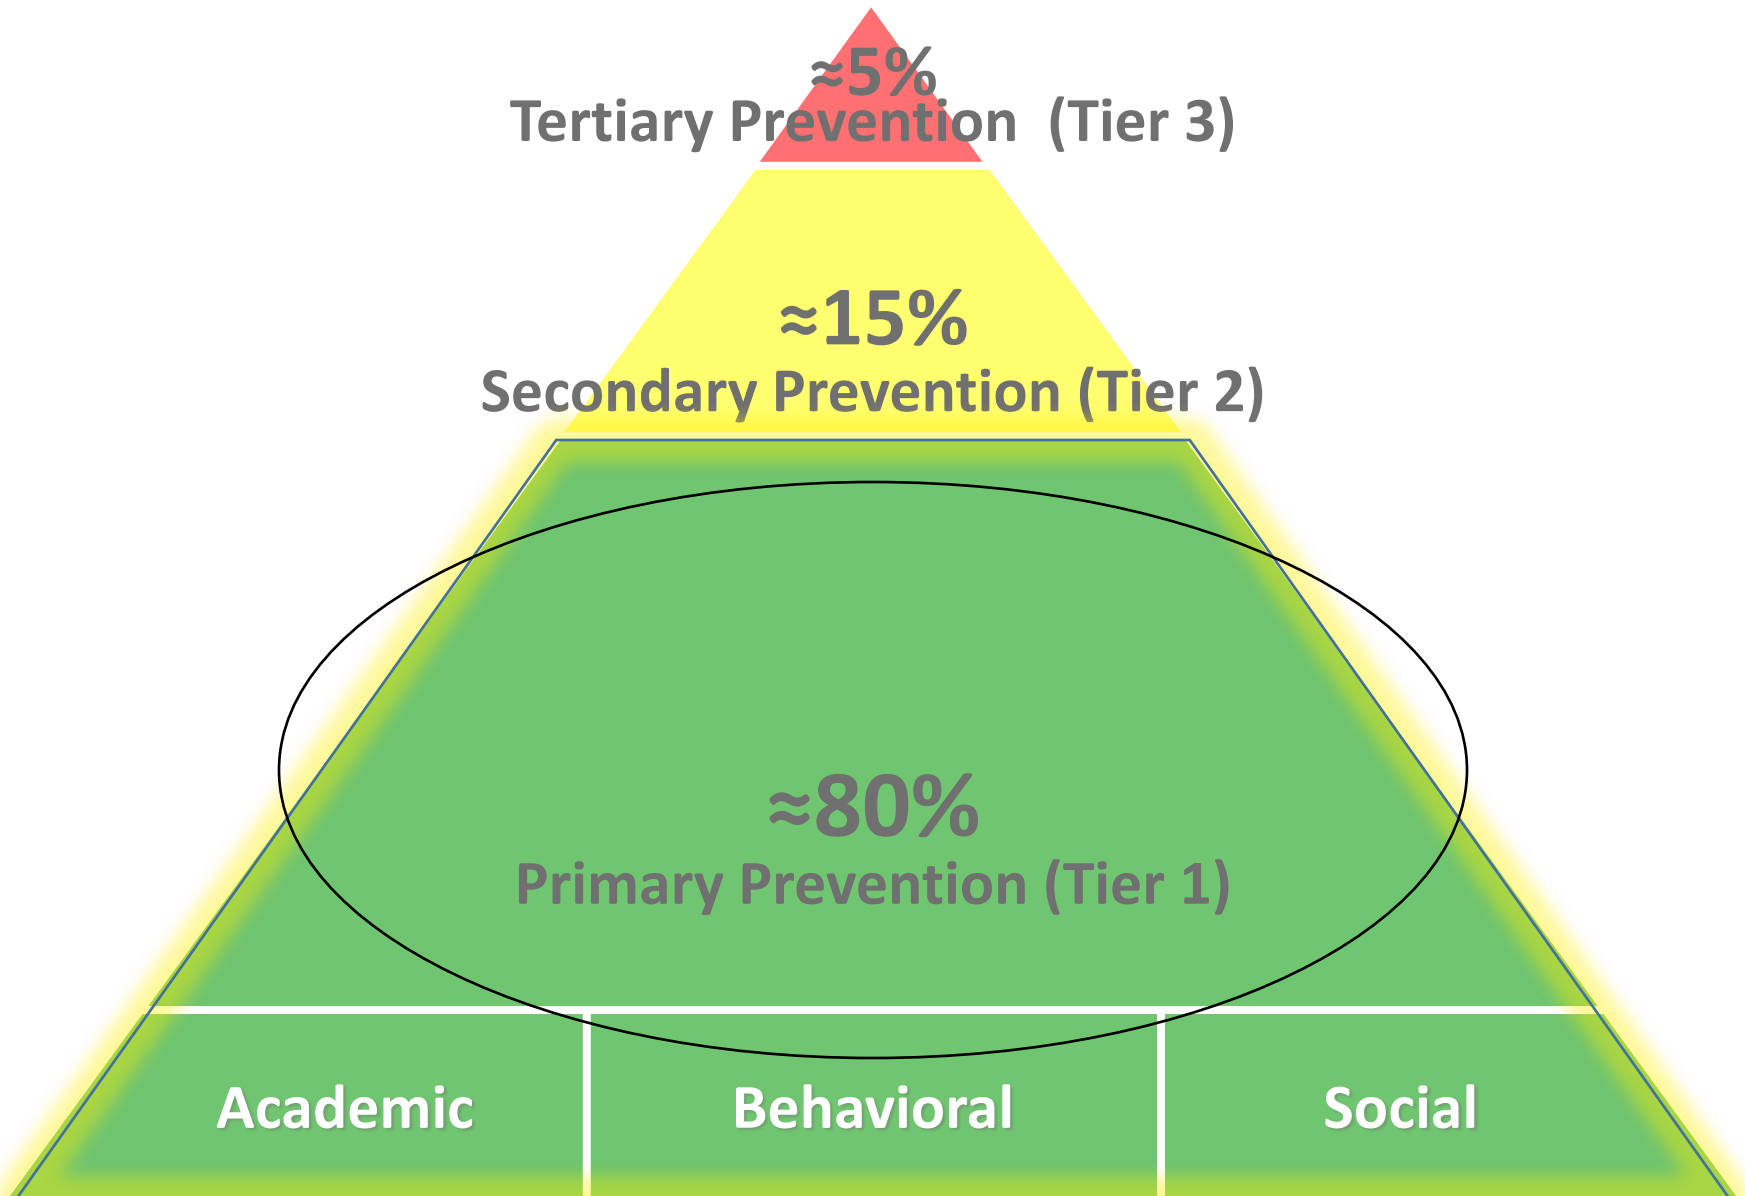 ≈5%
Tertiary Prevention  (Tier 3)
≈15%
Secondary Prevention (Tier 2)
≈80%
Primary Prevention (Tier 1)
Academic
Behavioral
Social